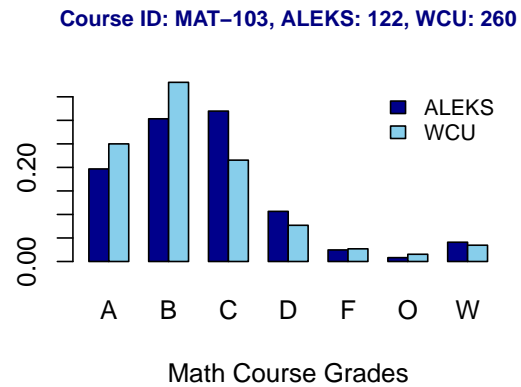 Course ID: MAT–103, ALEKS: 122, WCU: 260
ALEKS
WCU
0.20
0.00
A B C D F O W
Math Course Grades